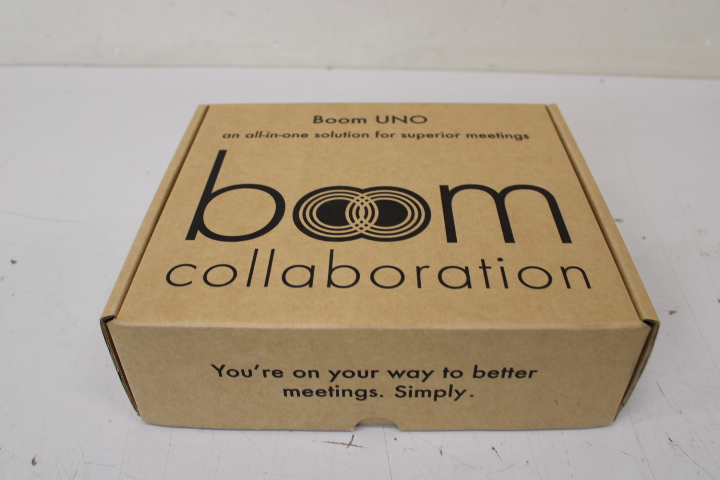 Boom UNO
an all-in-one solution for superior meetings
boom
collaboration
You're on your way to better
meetings. Simply.